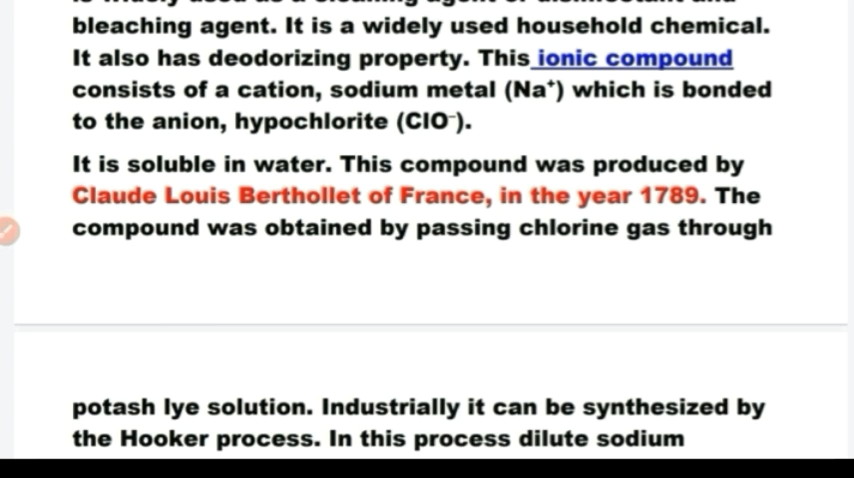 bleaching agent. It is a widely used household chemical.
It also has deodorizing property. This ionic compound
consists of a cation, sodium metal (Na⁺) which is bonded
to the anion, hypochlorite (ClO⁻).
It is soluble in water. This compound was produced by
Claude Louis Berthollet of France, in the year 1789. The
compound was obtained by passing chlorine gas through
potash lye solution. Industrially it can be synthesized by
the Hooker process. In this process dilute sodium